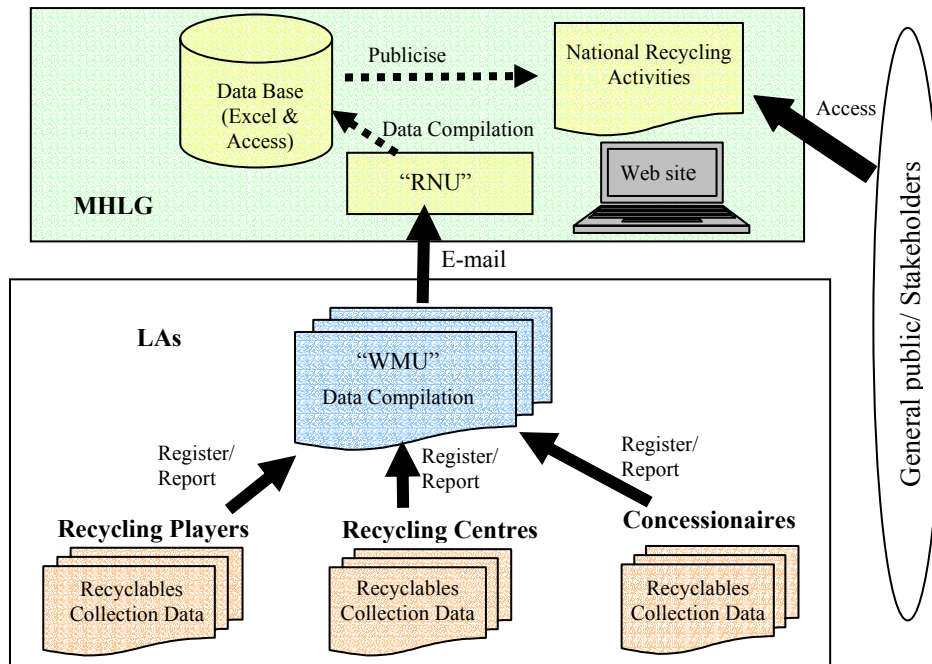 Publicise
National Recycling
Activities
Data Base
(Excel &
Access)
Data Compilation
Access
“RNU”
Web site
MHLG
E-mail
General public/ Stakeholders
LAs
“WMU”
Data Compilation
Register/
Report
Register/
Report
Register/
Report
Recycling Players
Recycling Centres
Concessionaires
Recyclables
Collection Data
Recyclables
Collection Data
Recyclables
Collection Data